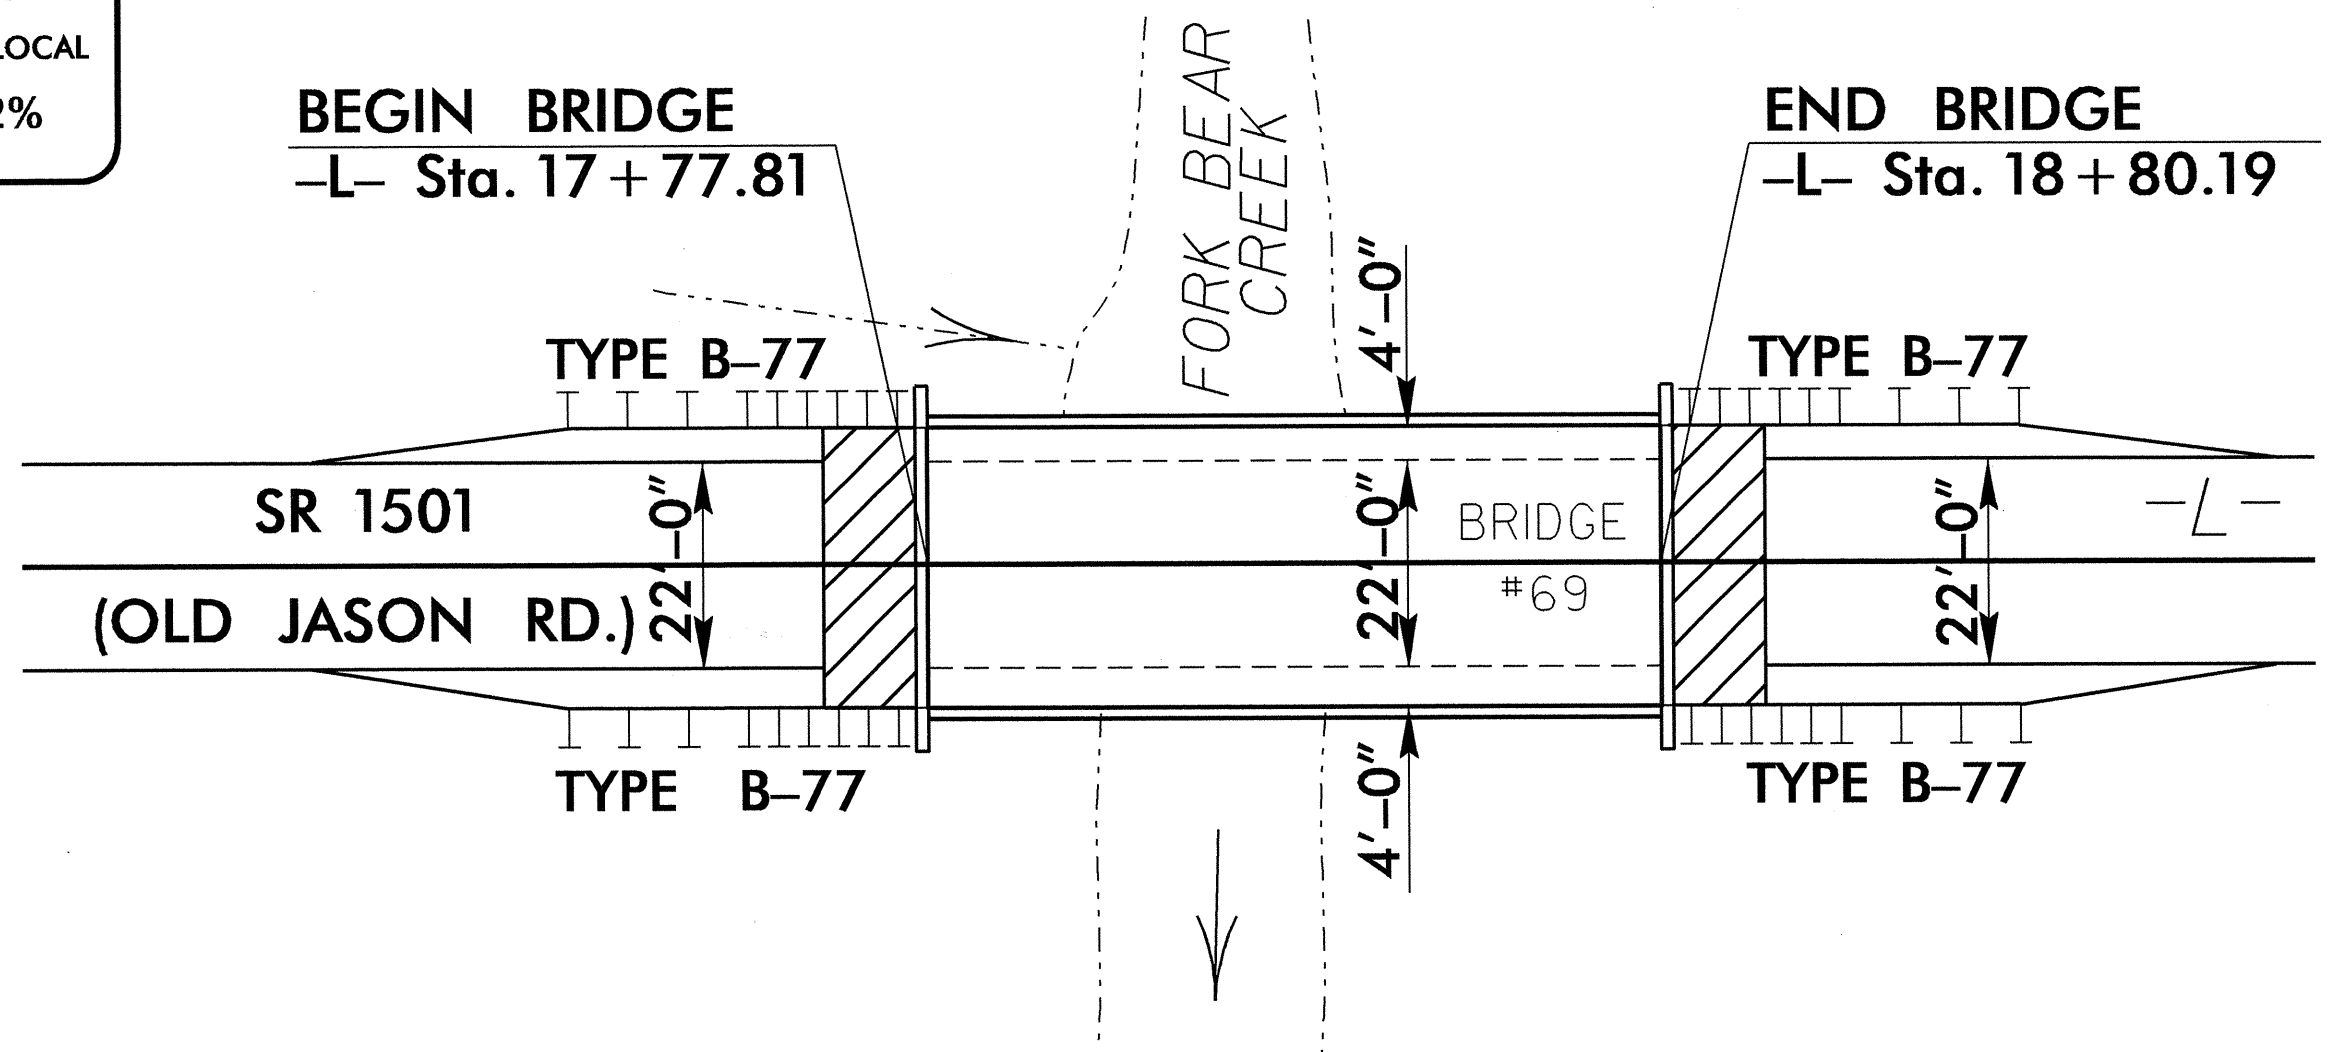 LOCAL
2%
BEGIN BRIDGE
-L- Sta. 17+77.81
END BRIDGE
-L- Sta. 18+80.19
FORK BEAR
CREEK
4'-0"
TYPE B-77
TYPE B-77
SR 1501
(OLD JASON RD.)
22'-0"
22'-0"
BRIDGE
#69
22'-0"
-L-
TYPE B-77
4'-0"
TYPE B-77